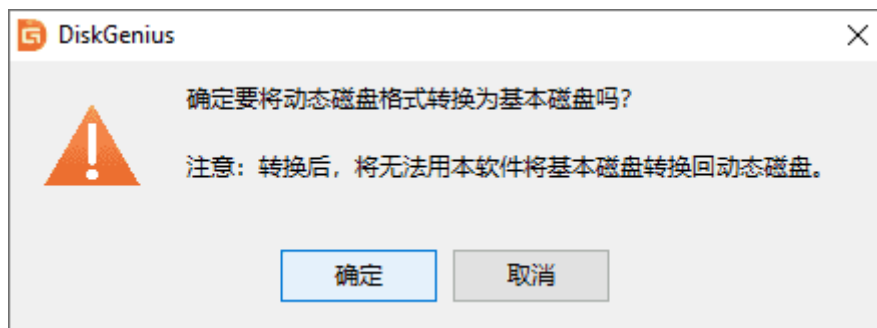 DiskGenius
确定要将动态磁盘格式转换为基本磁盘吗?
注意: 转换后, 将无法用本软件将基本磁盘转换回动态磁盘。
确定
取消